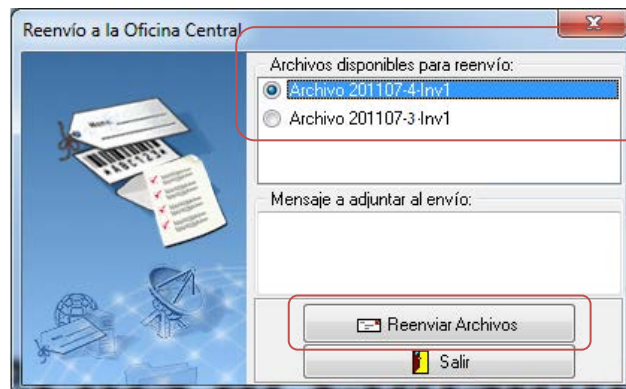 Reenvío a la Oficina Central
Archivos disponibles para reenvío:
Archivo 201107-4-Inv1
Archivo 201107-3-Inv1
Mensaje a adjuntar al envío:
Reenviar Archivos
Salir
*ABC123*